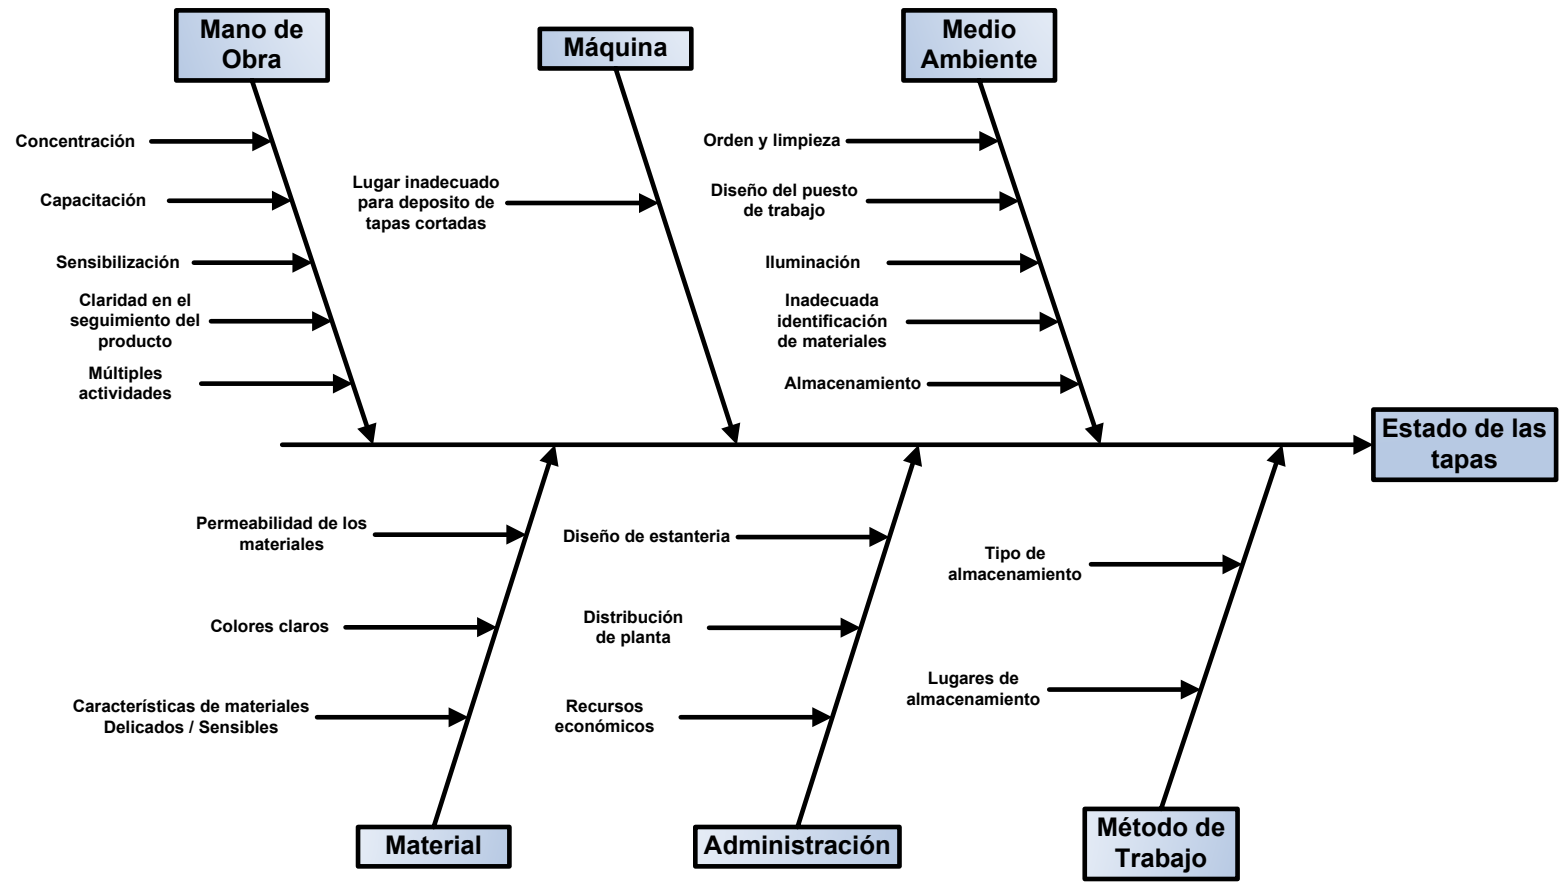 Mano de
Obra
Máquina
Medio
Ambiente
Concentración
Capacitación
Sensibilización
Claridad en el
seguimiento del
producto
Múltiples
actividades
Lugar inadecuado
para deposito de
tapas cortadas
Orden y limpieza
Diseño del puesto
de trabajo
Iluminación
Inadecuada
identificación
de materiales
Almacenamiento
Estado de las
tapas
Permeabilidad de los
materiales
Colores claros
Características de materiales
Delicados / Sensibles
Diseño de estanteria
Distribución
de planta
Recursos
económicos
Tipo de
almacenamiento
Lugares de
almacenamiento
Material
Administración
Método de
Trabajo